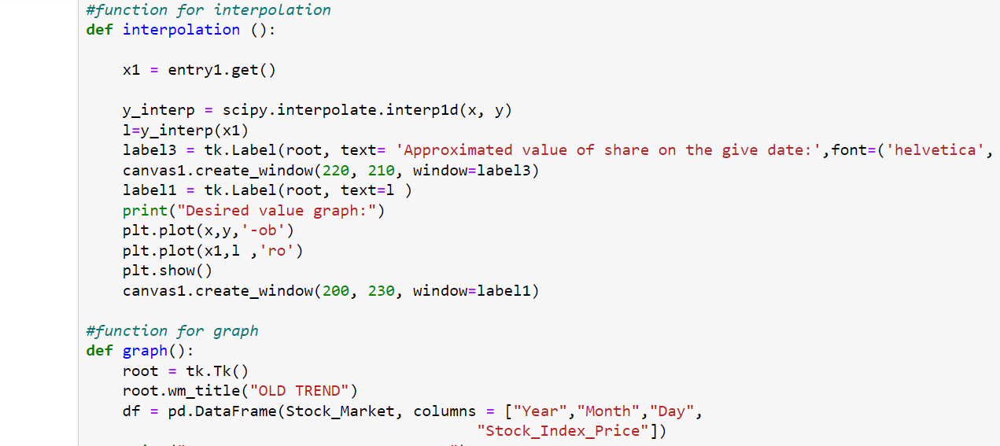 #function for interpolation
def interpolation ():
x1 = entry1.get()
y_interp = scipy.interpolate.interp1d(x, y)
l=y_interp(x1)
label3 = tk.Label(root, text= 'Approximated value of share on the give date:',font=('helvetica',
canvas1.create_window(220, 210, window=label3)
label1 = tk.Label(root, text=l )
print("Desired value graph:")
plt.plot(x,y,'-ob')
plt.plot(x1,l ,'ro')
plt.show()
canvas1.create_window(200, 230, window=label1)
#function for graph
def graph():
root = tk.Tk()
root.wm_title("OLD TREND")
df = pd.DataFrame(Stock_Market, columns = ["Year","Month","Day",
"Stock_Index_Price"])